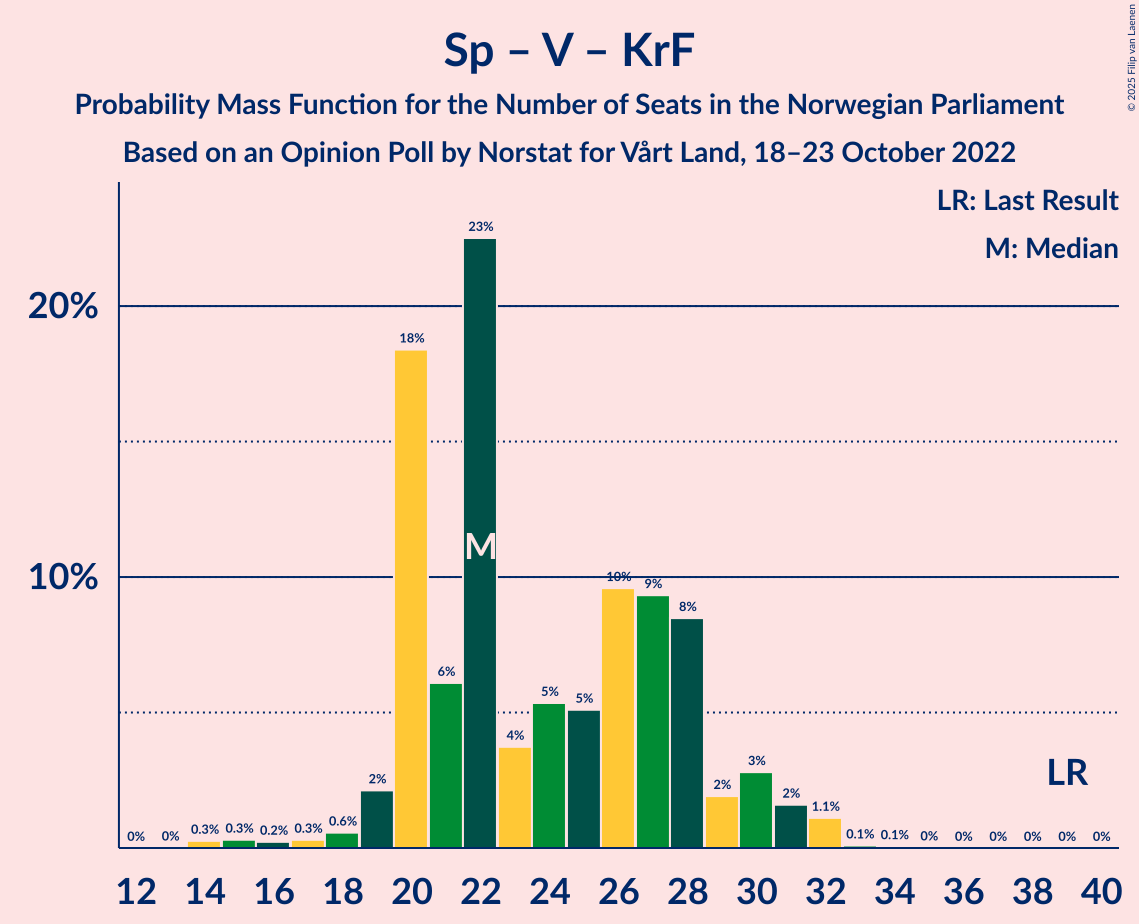 Sp – V – KrF
Probability Mass Function for the Number of Seats in the Norwegian Parliament
Based on an Opinion Poll by Norstat for Vårt Land, 18–23 October 2022
© 2025 Filip van Laenen
LR: Last Result
M: Median
20%
10%
0% 0% 0.3% 0.3% 0.2% 0.3% 0.6% 2% 18% 6% 23% 4% 5% 5% 10% 9% 8% 2% 3% 2% 1.1% 0.1% 0.1% 0% 0% 0% 0% 0% 0%
M
LR
12 14 16 18 20 22 24 26 28 30 32 34 36 38 40